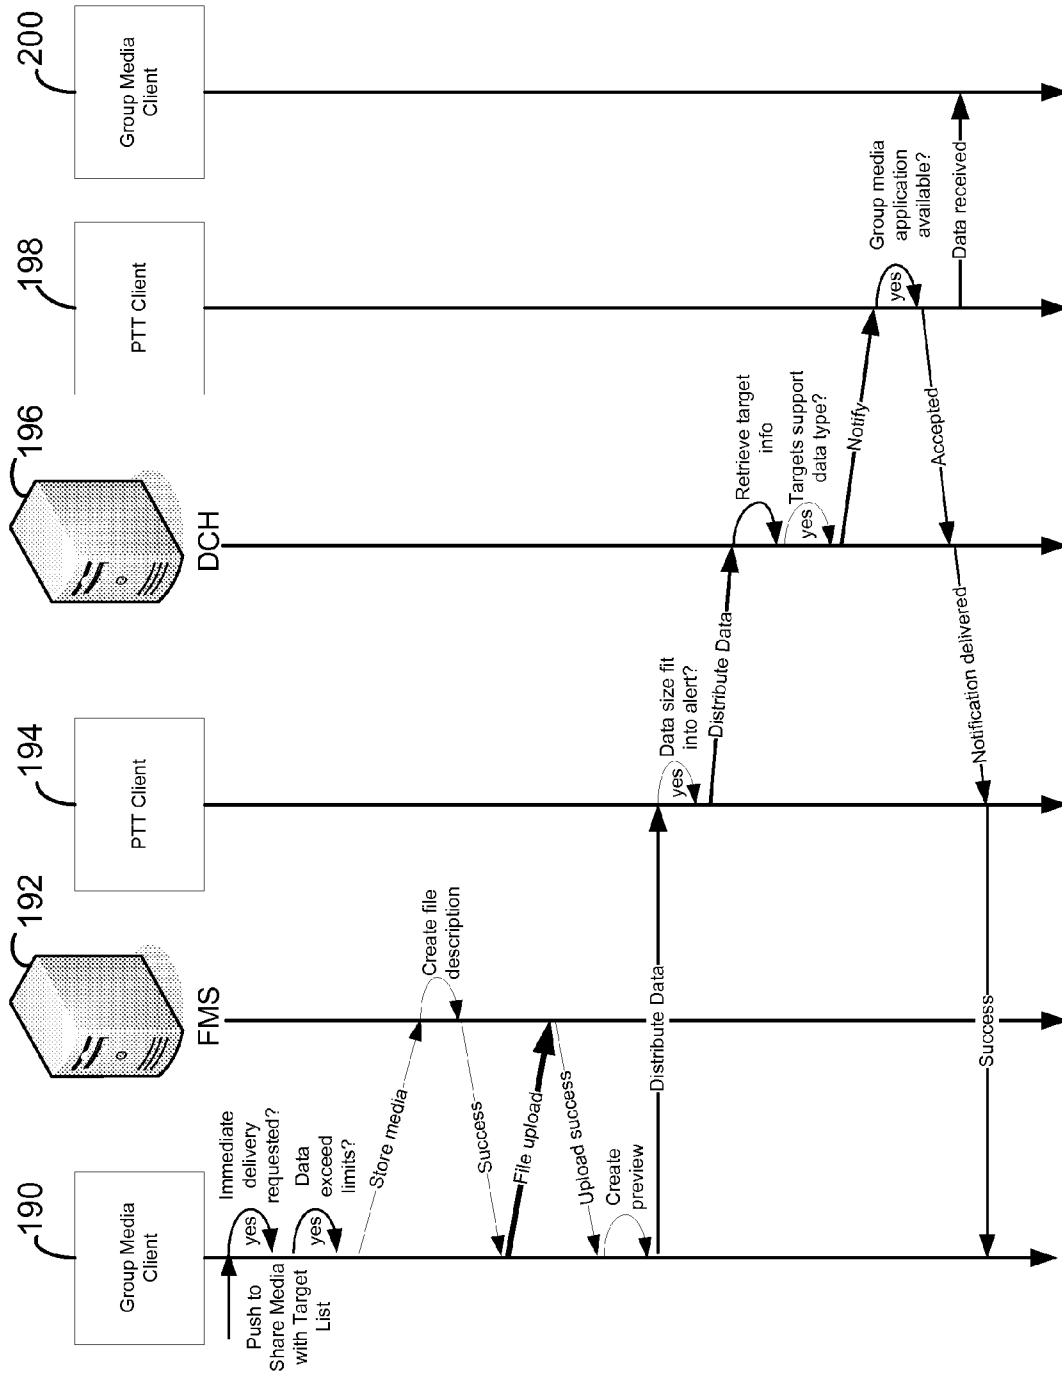 190
Group Media
Client
192
FMS
194
PTT Client
196
DCH
198
PTT Client
200
Group Media
Client
Push to
Share Media
with Target
List
Immediate
delivery
requested?
yes
Data
exceed
limits?
yes
Store media
Create file
description
Success
File upload
Upload success
Create
preview
Distribute Data
Data size fit
into alert?
yes
Distribute Data
Retrieve target
info
Targets support
data type?
yes
Notify
Group media
application
available?
yes
Accepted
Data received
Notification delivered
Success